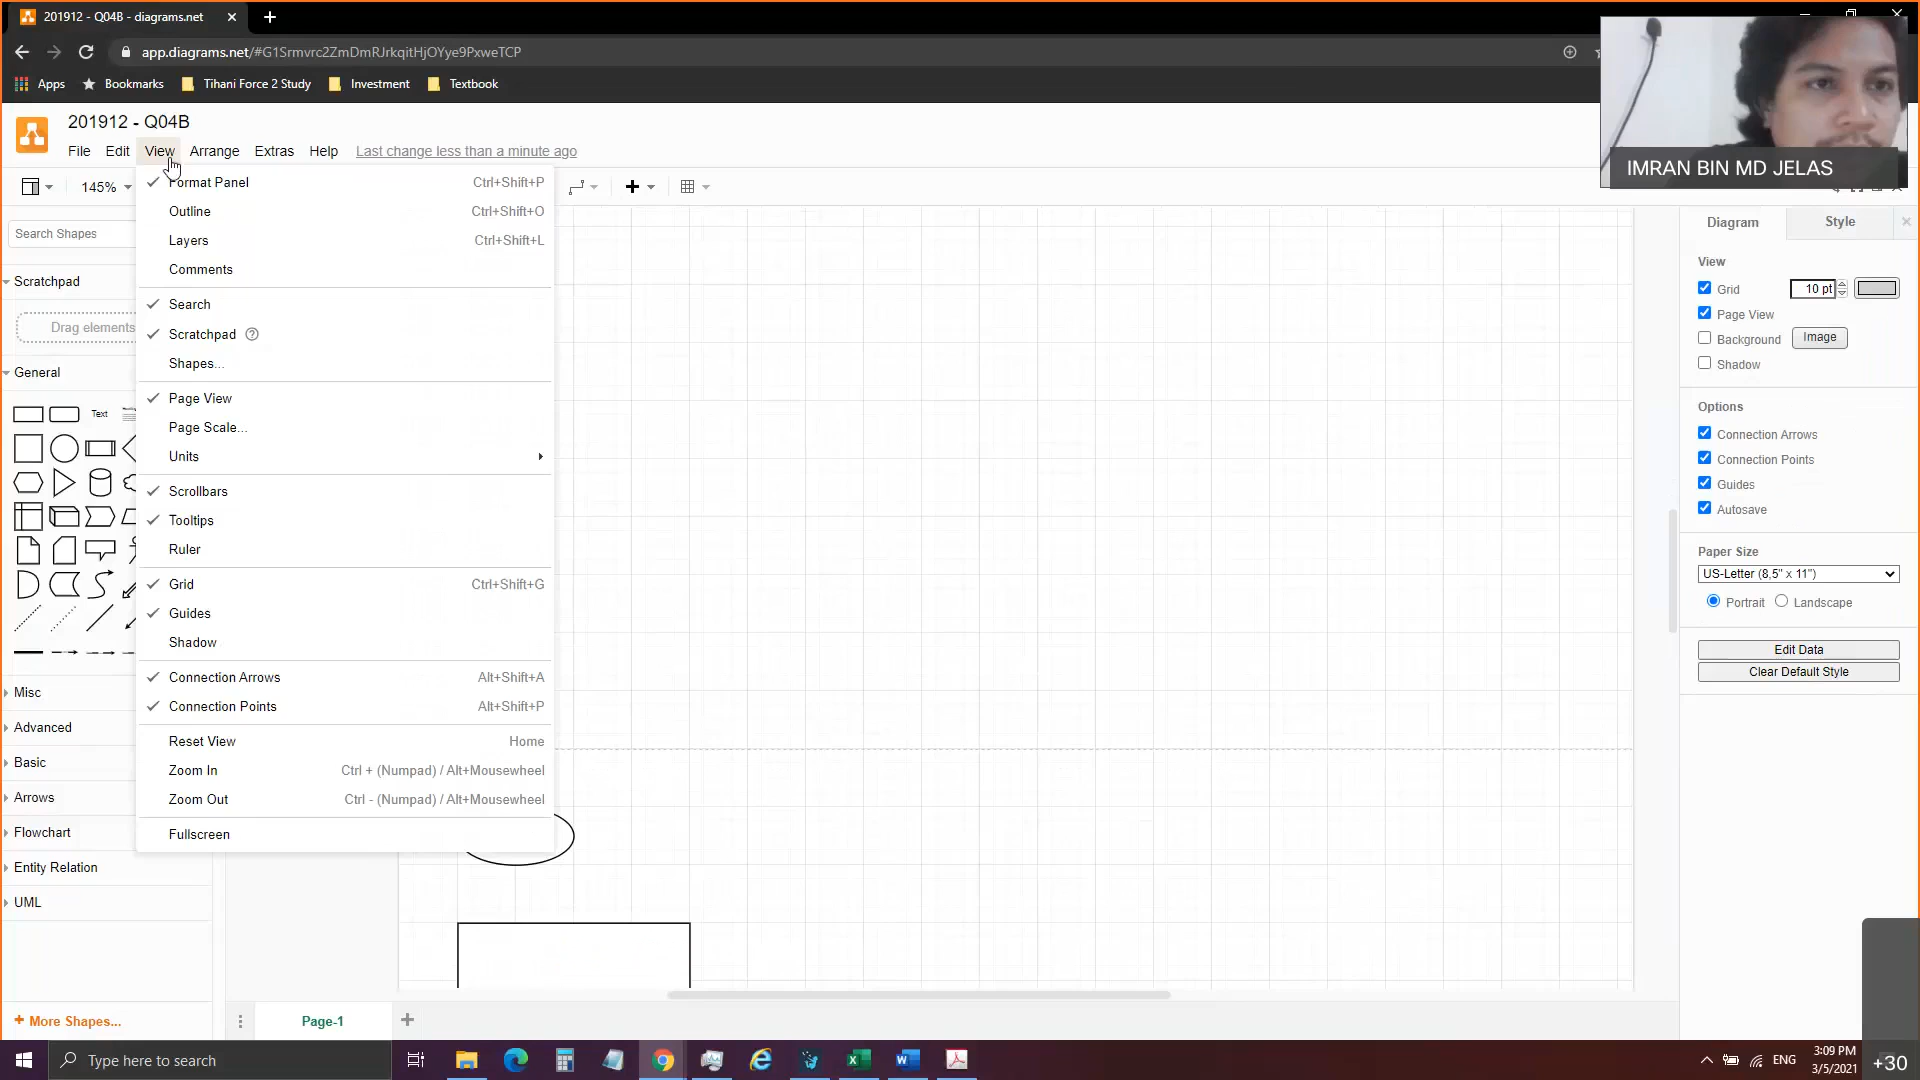 201912 - Q04B - diagrams.net
app.diagrams.net/#G1Srmvrc2ZmDmRJrkqitHjOYye9PxweTCP
Apps Bookmarks Tihani Force 2 Study Investment Textbook
IMRAN BIN MD JELAS
201912 - Q04B
File Edit View Arrange Extras Help Last change less than a minute ago
145%
Search Shapes
Scratchpad
Drag elements
General
Text
Misc
Advanced
Basic
Arrows
Flowchart
Entity Relation
UML
+ More Shapes...
Format Panel Ctrl+Shift+P
Outline Ctrl+Shift+O
Layers Ctrl+Shift+L
Comments
Search
Scratchpad ?
Shapes...
Page View
Page Scale...
Units
Scrollbars
Tooltips
Ruler
Grid Ctrl+Shift+G
Guides
Shadow
Connection Arrows Alt+Shift+A
Connection Points Alt+Shift+P
Reset View Home
Zoom In Ctrl + (Numpad) / Alt+Mousewheel
Zoom Out Ctrl - (Numpad) / Alt+Mousewheel
Fullscreen
Diagram Style
View
Grid 10 pt
Page View
Background Image
Shadow
Options
Connection Arrows
Connection Points
Guides
Autosave
Paper Size
US-Letter (8,5" x 11")
Portrait Landscape
Edit Data
Clear Default Style
Page-1
Type here to search
ENG
3:09 PM
3/5/2021
+30